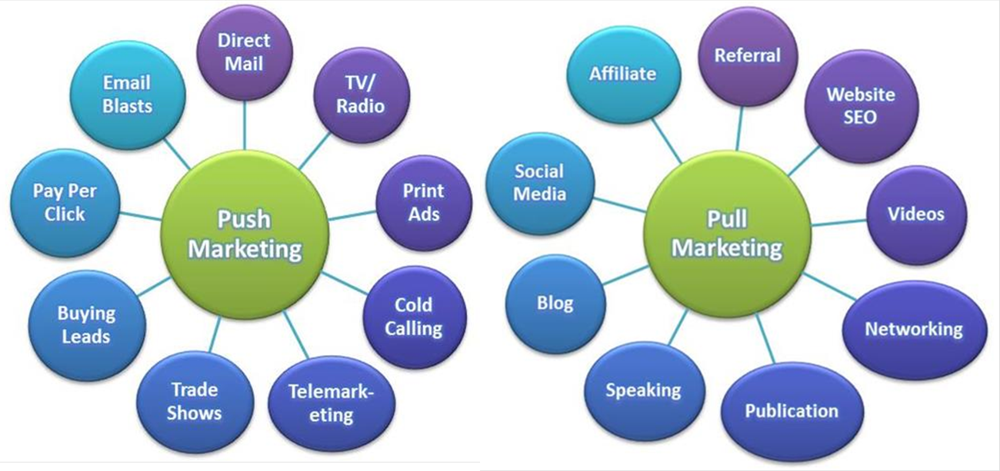 Direct
Mail
TV/
Radio
Print
Ads
Cold
Calling
Telemark-
eting
Trade
Shows
Buying
Leads
Pay Per
Click
Email
Blasts
Push
Marketing
Referral
Website
SEO
Videos
Networking
Publication
Speaking
Blog
Social
Media
Affiliate
Pull
Marketing